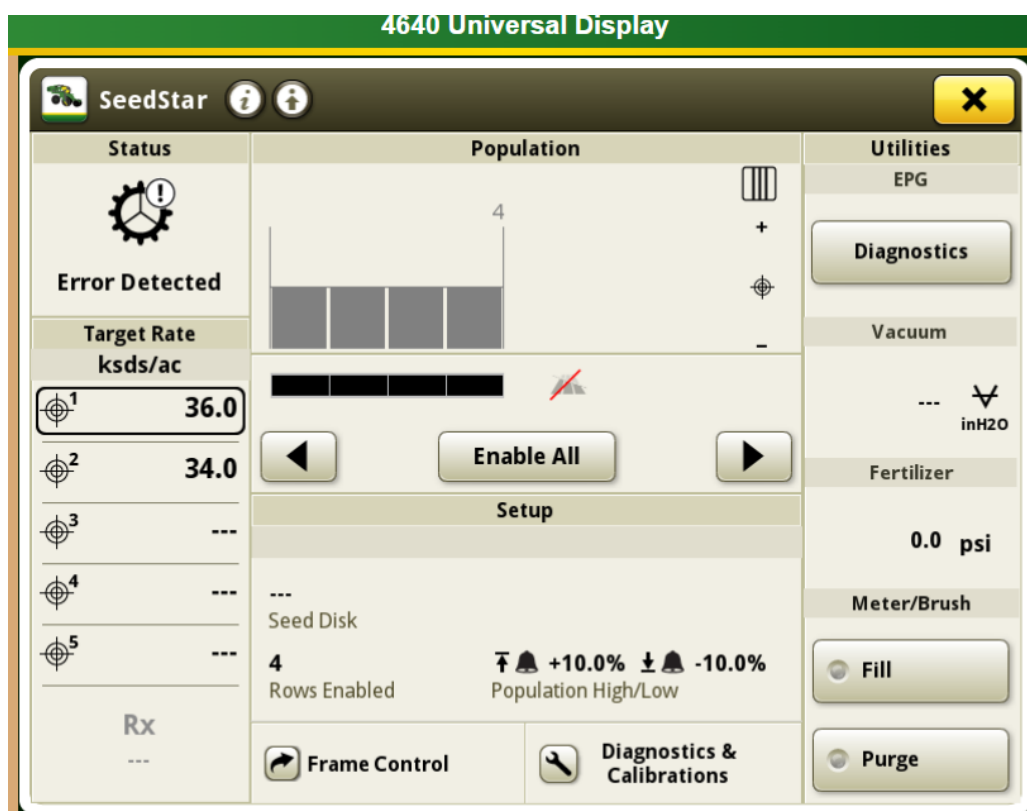 4640 Universal Display
SeedStar
Status
Error Detected
Target Rate
ksds/ac
1 36.0
2 34.0
3 ---
4 ---
5 ---
Rx
---
Population
4
+
–
Enable All
Setup
---
Seed Disk
4
Rows Enabled
+10.0% -10.0%
Population High/Low
Frame Control
Diagnostics &
Calibrations
Utilities
EPG
Diagnostics
Vacuum
---
inH2O
Fertilizer
0.0 psi
Meter/Brush
Fill
Purge